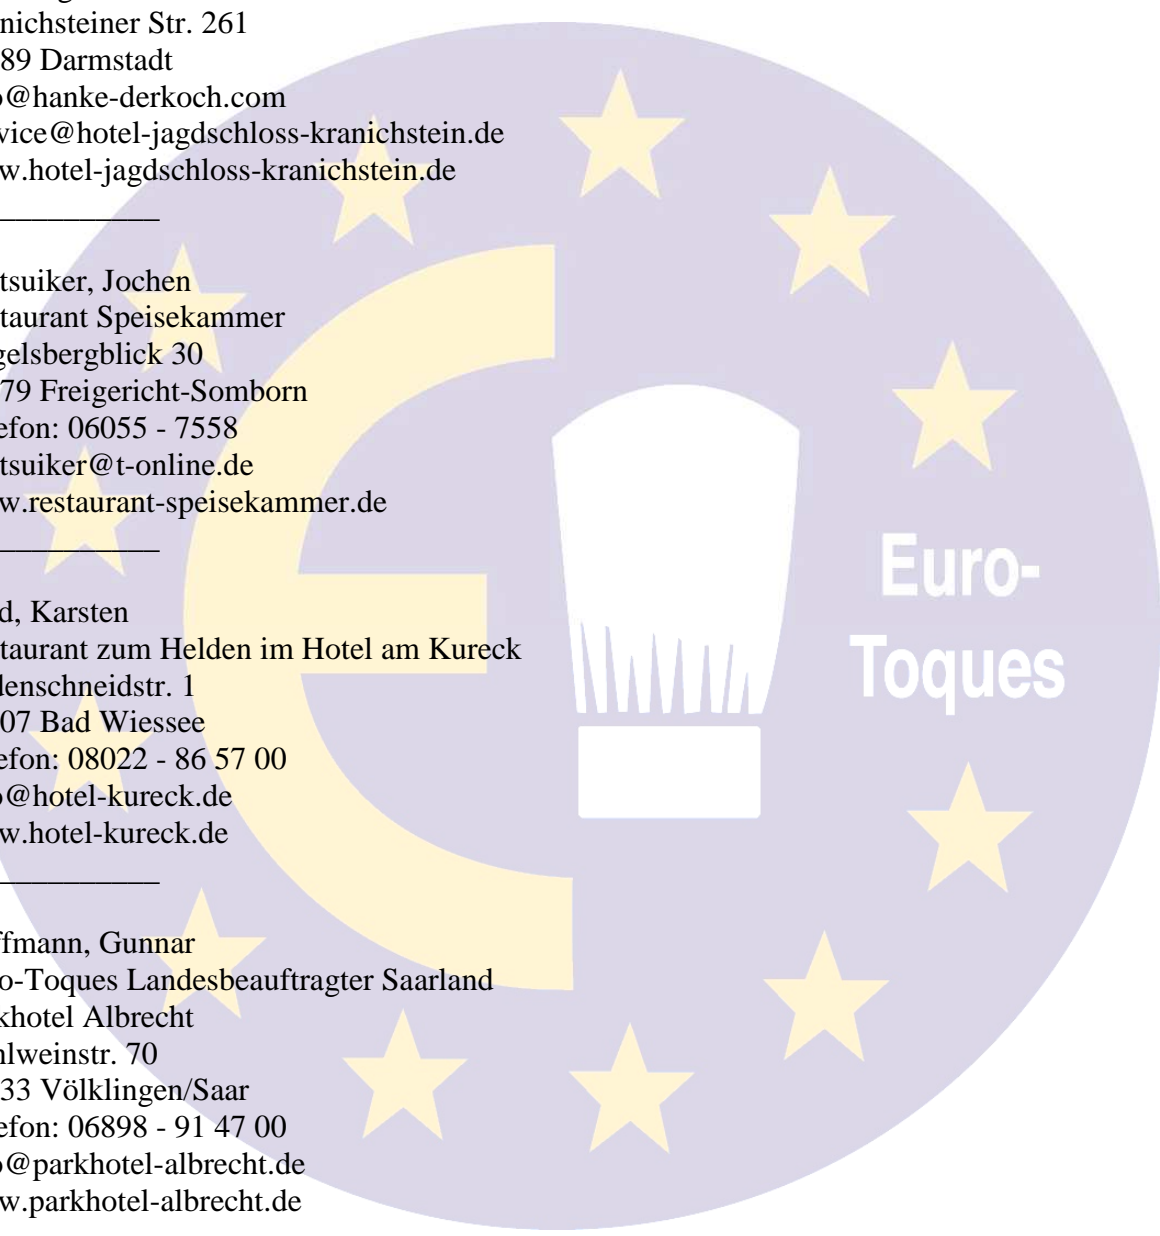 nichsteiner Str. 261
89 Darmstadt
@hanke-derkoch.com
vice@hotel-jagdschloss-kranichstein.de
w.hotel-jagdschloss-kranichstein.de
__________
tsuiker, Jochen
taurant Speisekammer
gelsbergblick 30
79 Freigericht-Somborn
efon: 06055 - 7558
tsuiker@t-online.de
w.restaurant-speisekammer.de
__________
d, Karsten
taurant zum Helden im Hotel am Kureck
denschneidstr. 1
07 Bad Wiessee
efon: 08022 - 86 57 00
@hotel-kureck.de
w.hotel-kureck.de
__________
ffmann, Gunnar
o-Toques Landesbeauftragter Saarland
khotel Albrecht
hlweinstr. 70
33 Völklingen/Saar
efon: 06898 - 91 47 00
@parkhotel-albrecht.de
w.parkhotel-albrecht.de
Euro-
Toques